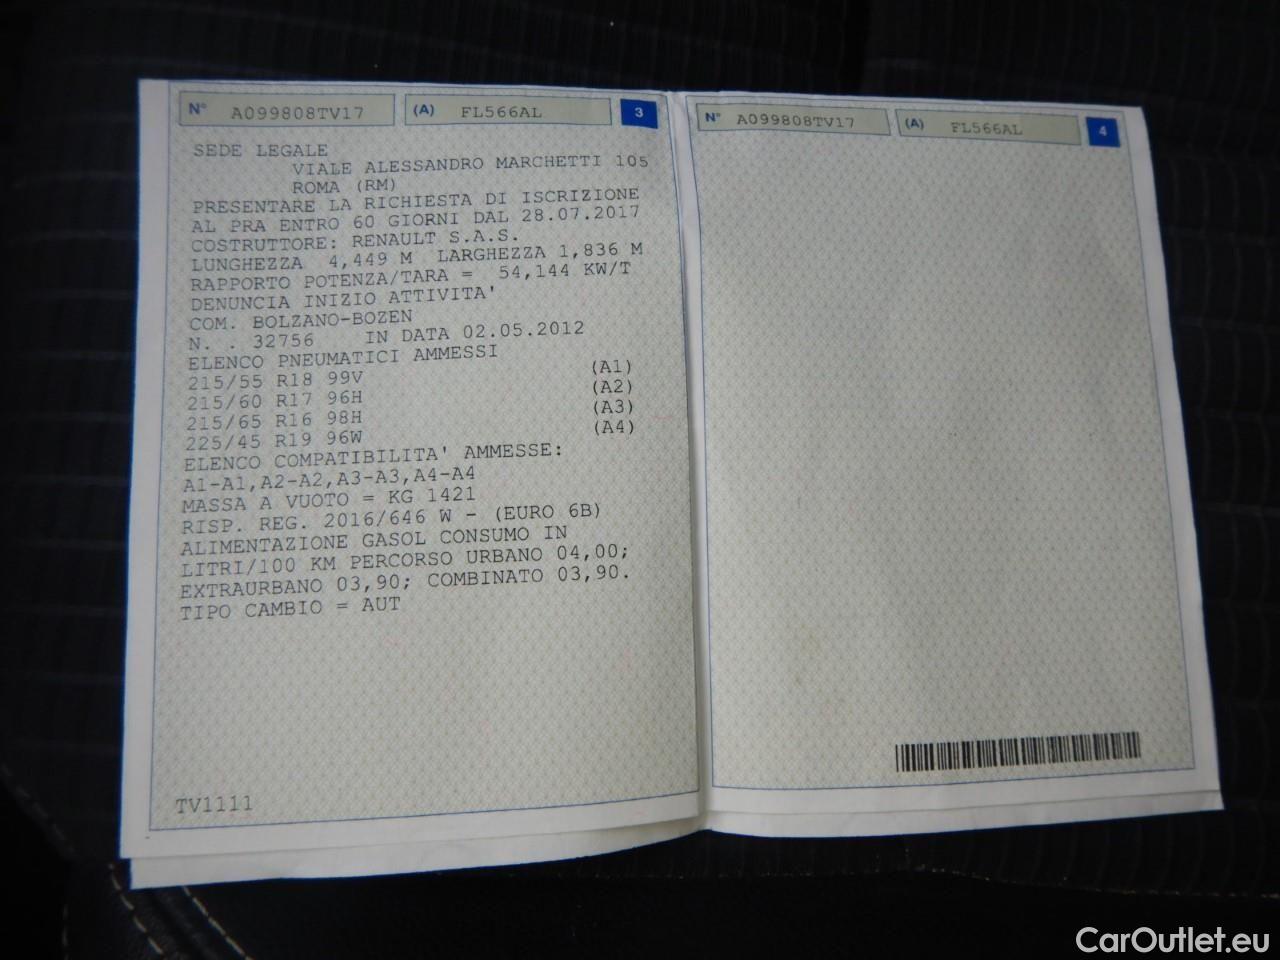 N° A099808TV17 (A) FL566AL 3
SEDE LEGALE
VIALE ALESSANDRO MARCHETTI 105
ROMA (RM)
PRESENTARE LA RICHIESTA DI ISCRIZIONE
AL PRA ENTRO 60 GIORNI DAL 28.07.2017
COSTRUTTORE: RENAULT S.A.S.
LUNGHEZZA 4,449 M LARGHEZZA 1,836 M
RAPPORTO POTENZA/TARA = 54,144 KW/T
DENUNCIA INIZIO ATTIVITA'
COM. BOLZANO-BOZEN
N. . 32756 IN DATA 02.05.2012
ELENCO PNEUMATICI AMMESSI
215/55 R18 99V (A1)
215/60 R17 96H (A2)
215/65 R16 98H (A3)
225/45 R19 96W (A4)
ELENCO COMPATIBILITA' AMMESSE:
A1-A1,A2-A2,A3-A3,A4-A4
MASSA A VUOTO = KG 1421
RISP. REG. 2016/646 W - (EURO 6B)
ALIMENTAZIONE GASOL CONSUMO IN
LITRI/100 KM PERCORSO URBANO 04,00;
EXTRAURBANO 03,90; COMBINATO 03,90.
TIPO CAMBIO = AUT
TV1111
N° A099808TV17 (A) FL566AL 4
CarOutlet.eu